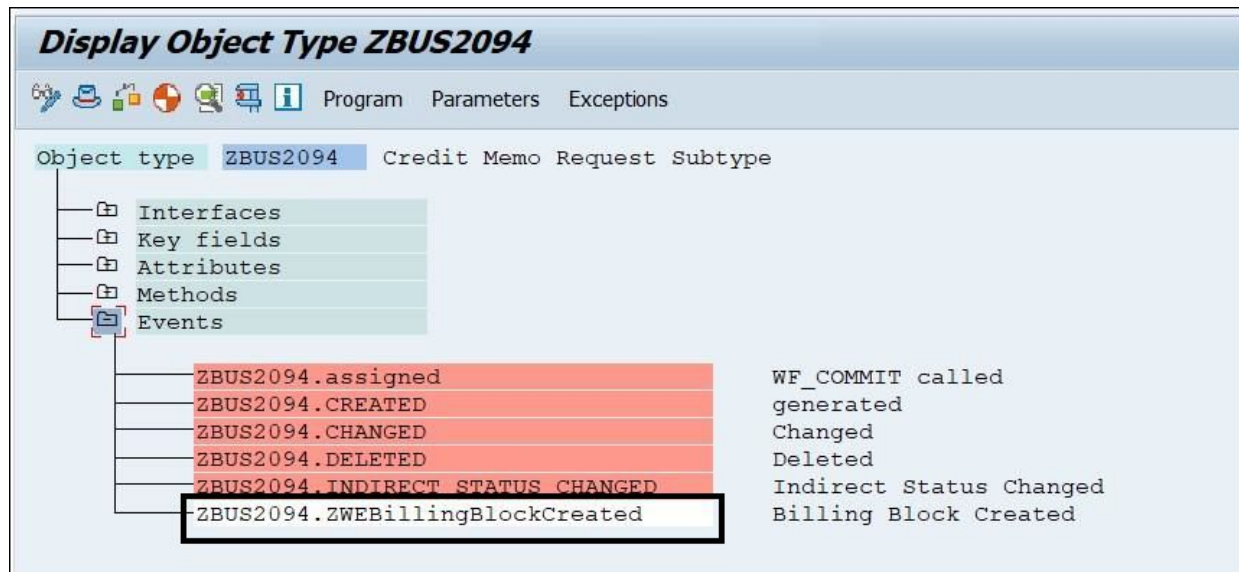 Display Object Type ZBUS2094
Program Parameters Exceptions
Object type ZBUS2094 Credit Memo Request Subtype
Interfaces
Key fields
Attributes
Methods
Events
ZBUS2094.assigned WF_COMMIT called
ZBUS2094.CREATED generated
ZBUS2094.CHANGED Changed
ZBUS2094.DELETED Deleted
ZBUS2094.INDIRECT_STATUS_CHANGED Indirect Status Changed
ZBUS2094.ZWEBillingBlockCreated Billing Block Created